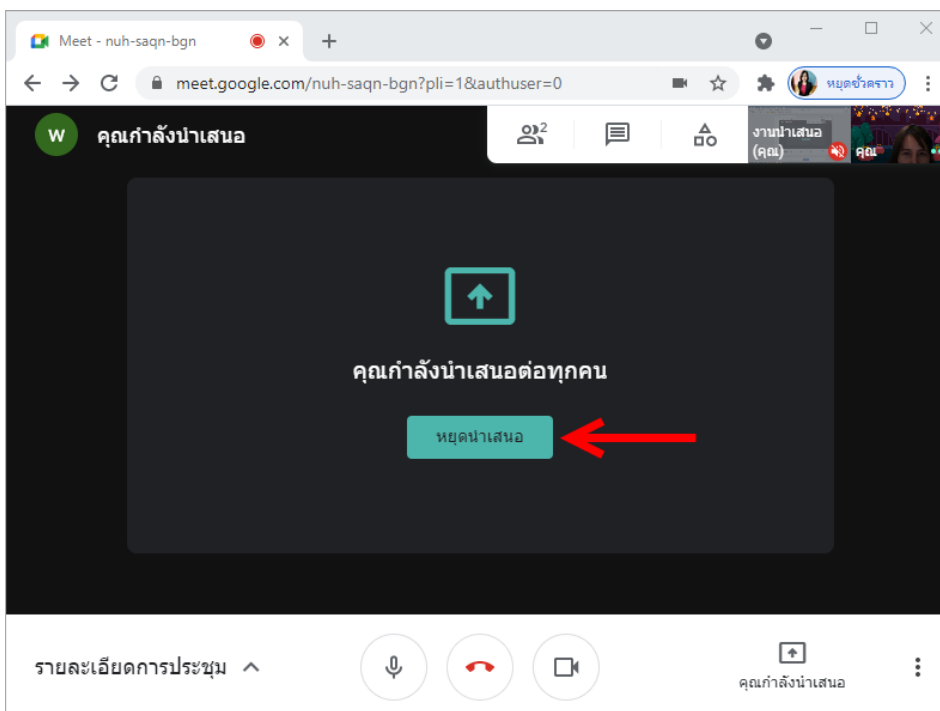 Meet - nuh-saqn-bgn
meet.google.com/nuh-saqn-bgn?pli=1&authuser=0
หยุดชั่วคราว
W
คุณกำลังนำเสนอ
2
งานนำเสนอ
(คุณ)
คุณ
คุณกำลังนำเสนอต่อทุกคน
หยุดนำเสนอ
รายละเอียดการประชุม
คุณกำลังนำเสนอ